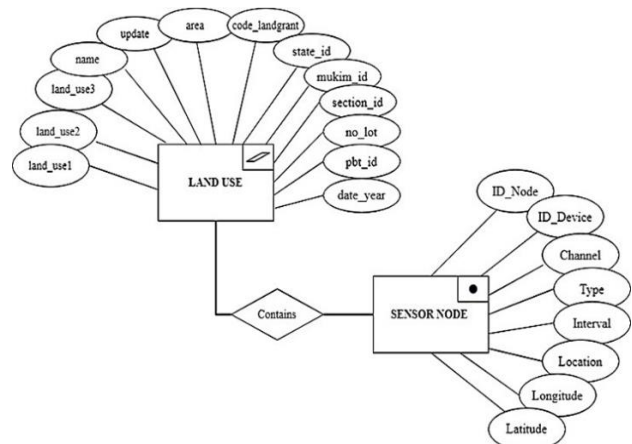 area
code_landgrant
update
state_id
name
mukim_id
land_use3
section_id
land_use2
no_lot
land_use1
pbt_id
LAND USE
date_year
ID_Node
ID_Device
Channel
Type
Contains
SENSOR NODE
Interval
Location
Longitude
Latitude